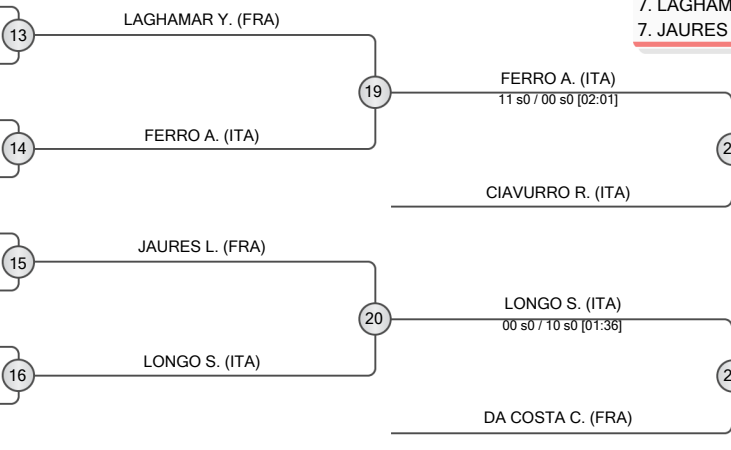 7. LAGHAM
7. JAURES
LAGHAMAR Y. (FRA)
13
19
FERRO A. (ITA)
11 s0 / 00 s0 [02:01]
FERRO A. (ITA)
14
2
CIAVURRO R. (ITA)
JAURES L. (FRA)
15
LONGO S. (ITA)
20
00 s0 / 10 s0 [01:36]
LONGO S. (ITA)
16
2
DA COSTA C. (FRA)